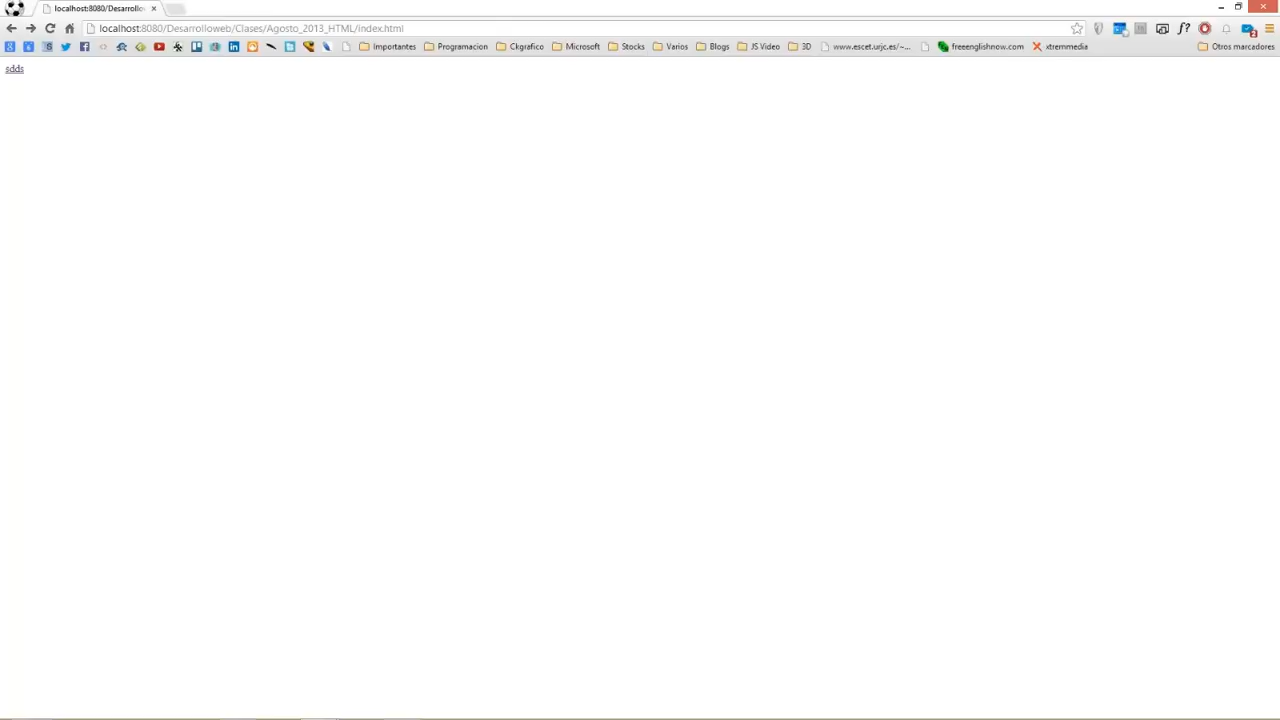 localhost:8080/Desarrollow
localhost:8080/Desarrolloweb/Clases/Agosto_2013_HTML/index.html
Importantes Programacion Ckgrafico Microsoft Stocks Varios Blogs JS Video 3D www.escet.urjc.es/~... freeenglishnow.com xtremmedia Otros marcadores
sdds